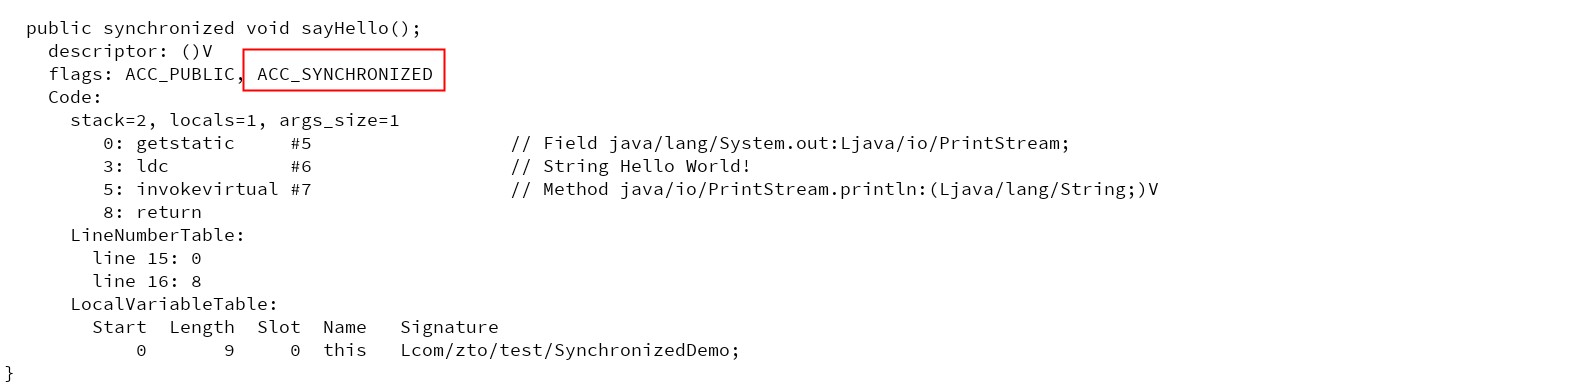 public synchronized void sayHello();
descriptor: ()V
flags: ACC_PUBLIC, ACC_SYNCHRONIZED
Code:
stack=2, locals=1, args_size=1
0: getstatic     #5                  // Field java/lang/System.out:Ljava/io/PrintStream;
3: ldc           #6                  // String Hello World!
5: invokevirtual #7                  // Method java/io/PrintStream.println:(Ljava/lang/String;)V
8: return
LineNumberTable:
line 15: 0
line 16: 8
LocalVariableTable:
Start  Length  Slot  Name   Signature
0       9     0  this   Lcom/zto/test/SynchronizedDemo;
}